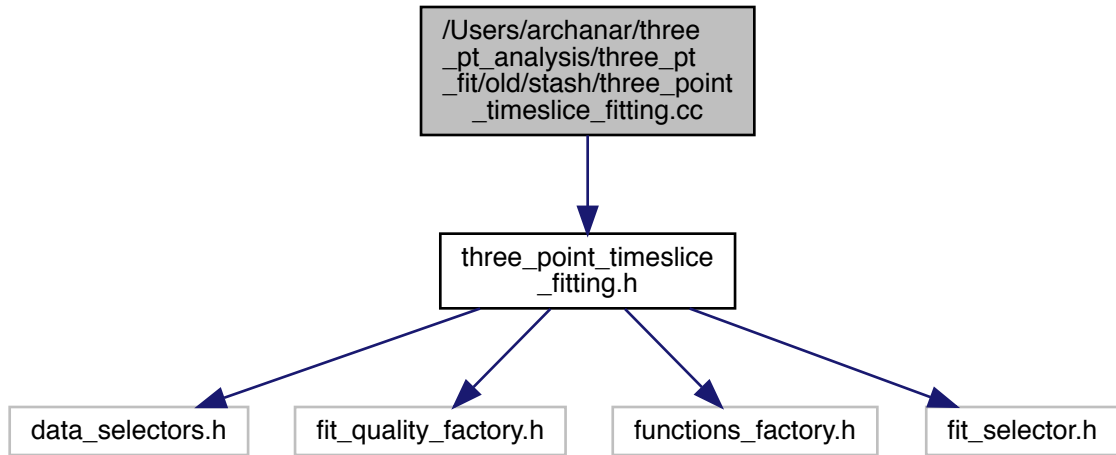 /Users/archanar/three
_pt_analysis/three_pt
_fit/old/stash/three_point
_timeslice_fitting.cc
three_point_timeslice
_fitting.h
data_selectors.h
fit_quality_factory.h
functions_factory.h
fit_selector.h